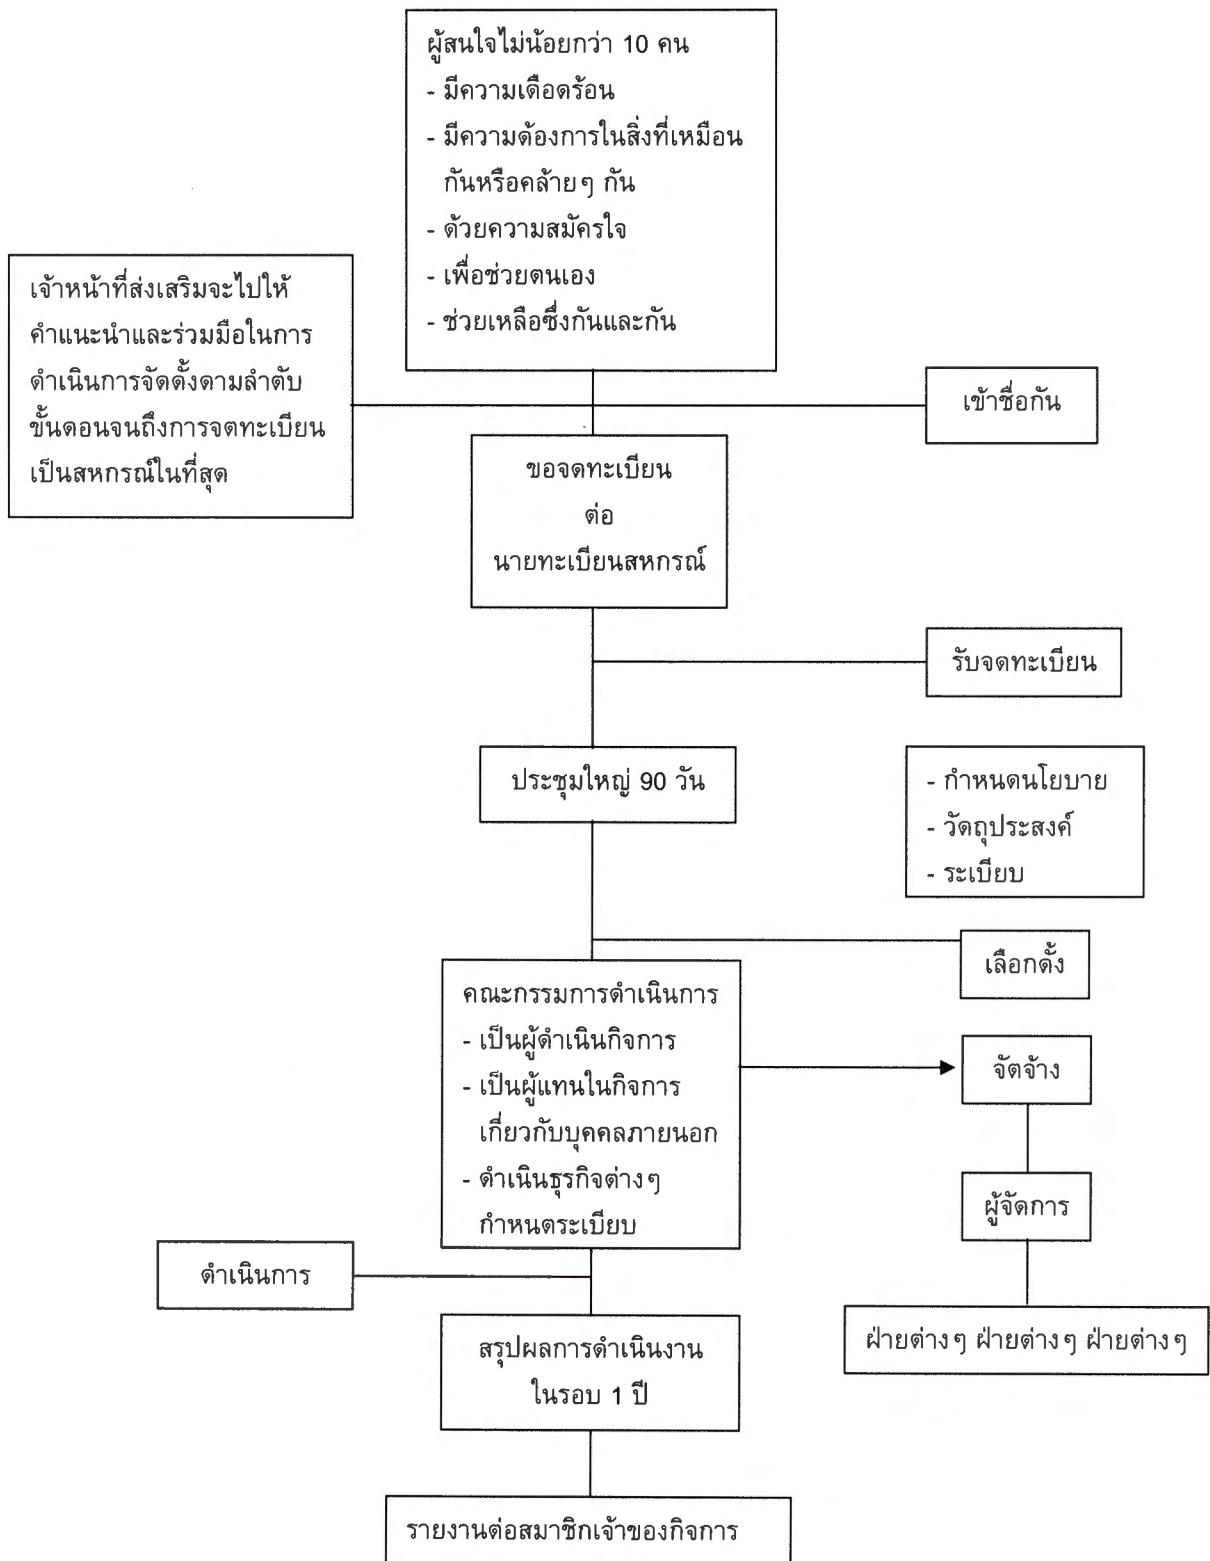 ผู้สนใจไม่น้อยกว่า 10 คน
- มีความเดือดร้อน
- มีความต้องการในสิ่งที่เหมือน
กันหรือคล้ายๆ กัน
- ด้วยความสมัครใจ
- เพื่อช่วยตนเอง
- ช่วยเหลือซึ่งกันและกัน
เจ้าหน้าที่ส่งเสริมจะไปให้
คำแนะนำและร่วมมือในการ
ดำเนินการจัดตั้งตามลำดับ
ขั้นตอนจนถึงการจดทะเบียน
เป็นสหกรณ์ในที่สุด
เข้าชื่อกัน
ขอจดทะเบียน
ต่อ
นายทะเบียนสหกรณ์
รับจดทะเบียน
ประชุมใหญ่ 90 วัน
- กำหนดนโยบาย
- วัตถุประสงค์
- ระเบียบ
เลือกตั้ง
คณะกรรมการดำเนินการ
- เป็นผู้ดำเนินกิจการ
- เป็นผู้แทนในกิจการ
เกี่ยวกับบุคคลภายนอก
- ดำเนินธุรกิจต่างๆ
กำหนดระเบียบ
จัดจ้าง
ผู้จัดการ
ดำเนินการ
ฝ่ายต่างๆ ฝ่ายต่างๆ ฝ่ายต่างๆ
สรุปผลการดำเนินงาน
ในรอบ 1 ปี
รายงานต่อสมาชิกเจ้าของกิจการ